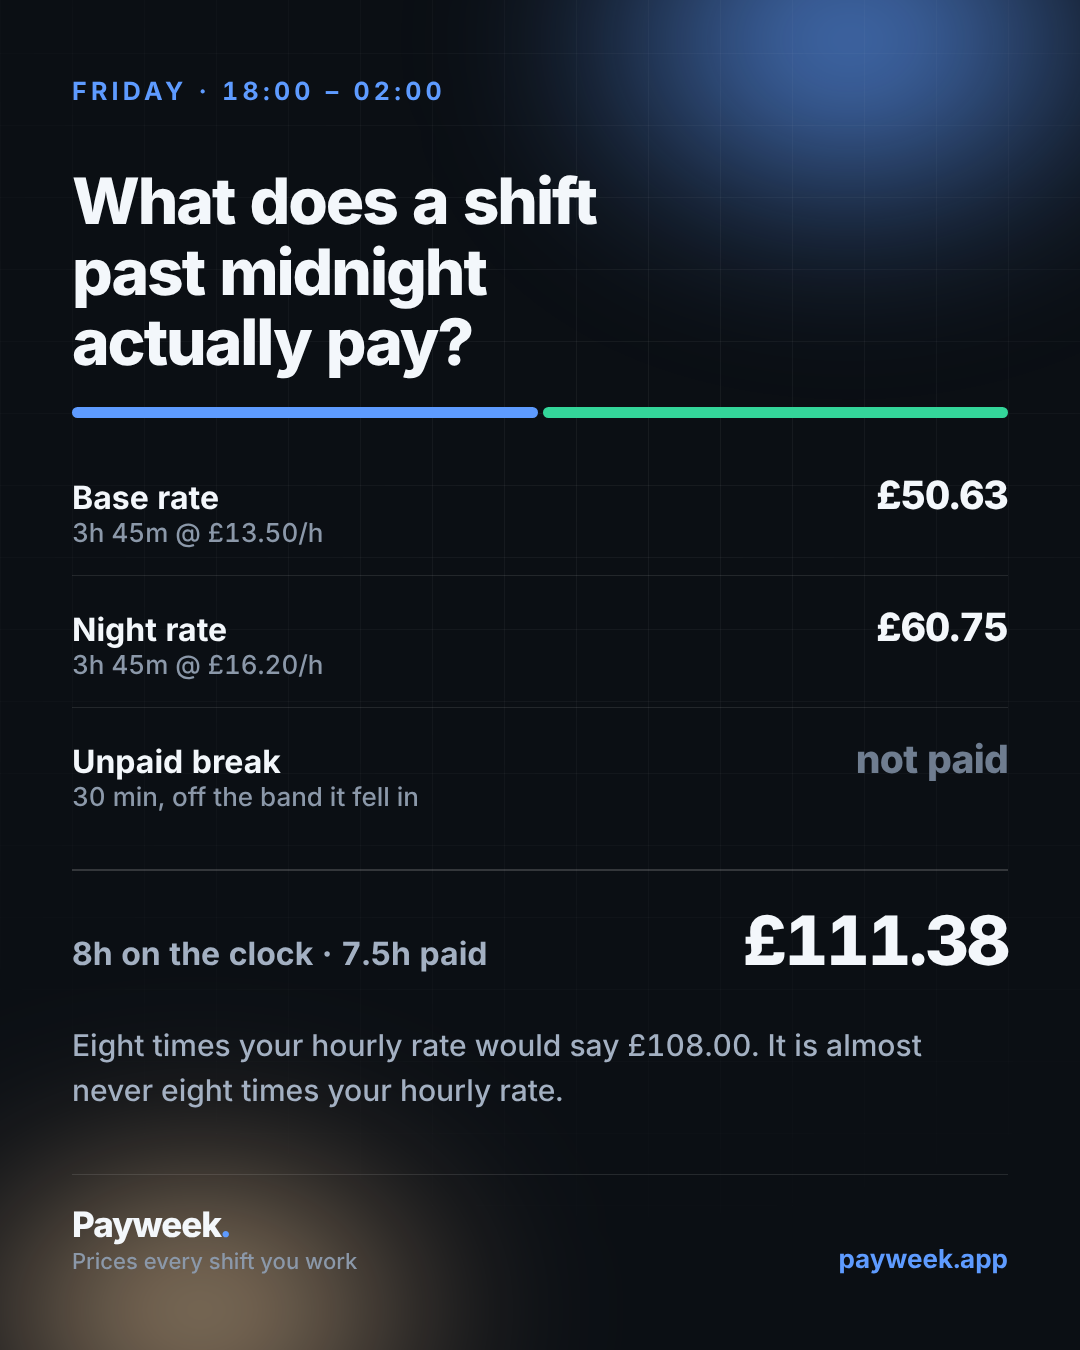 FRIDAY · 18:00 – 02:00
What does a shift
past midnight
actually pay?
Base rate
£50.63
3h 45m @ £13.50/h
Night rate
£60.75
3h 45m @ £16.20/h
Unpaid break
not paid
30 min, off the band it fell in
8h on the clock · 7.5h paid
£111.38
Eight times your hourly rate would say £108.00. It is almost
never eight times your hourly rate.
Payweek.
Prices every shift you work
payweek.app